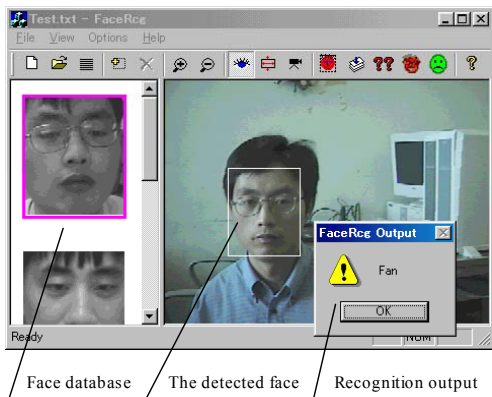 Test.txt - FaceRcg
File View Options Help
FaceRcg Output
Fan
OK
Ready
NUM
Face database The detected face Recognition output